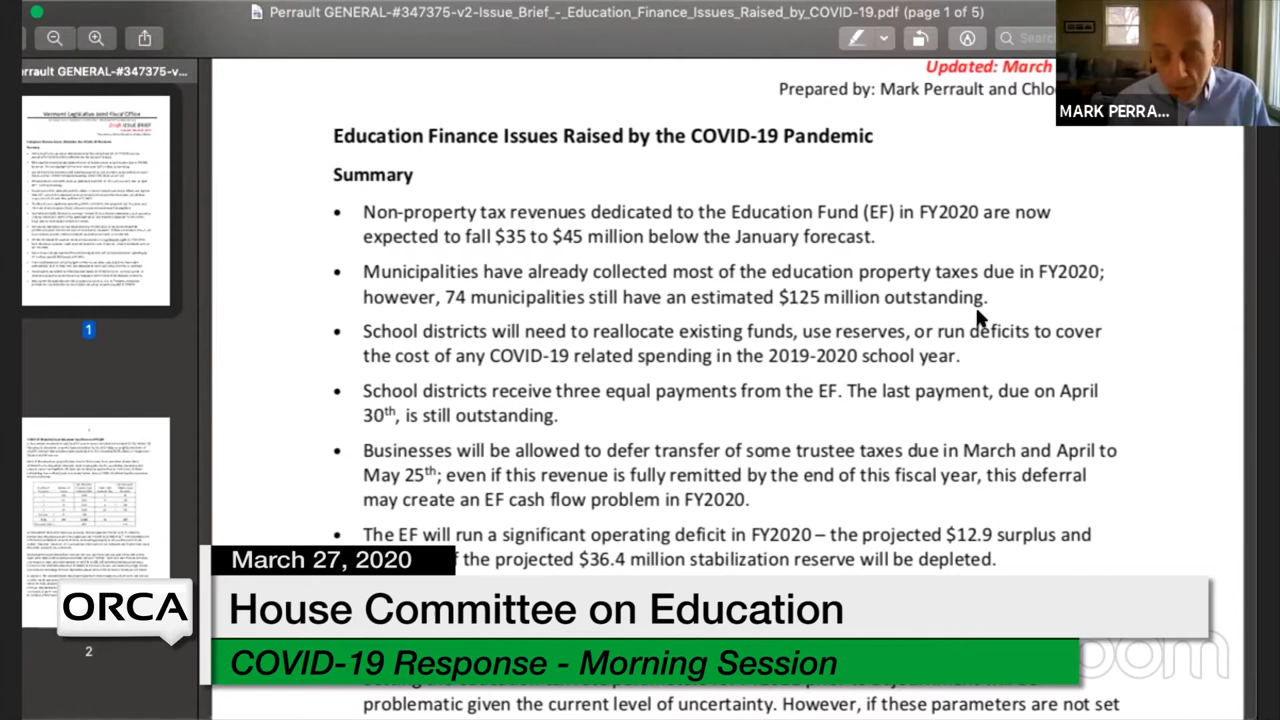 Perrault GENERAL-#347375-v2-Issue_Brief_-_Education_Finance_Issues_Raised_by_COVID-19.pdf (page 1 of 5)
Search
rrault GENERAL-#347375-v...
MARK PERRA...
Updated: March
Prepared by: Mark Perrault and Chloe
Education Finance Issues Raised by the COVID-19 Pandemic
Summary
• Non-property tax revenues dedicated to the Education Fund (EF) in FY2020 are now
expected to fall $35 to $45 million below the January forecast.
• Municipalities have already collected most of the education property taxes due in FY2020;
however, 74 municipalities still have an estimated $125 million outstanding.
• School districts will need to reallocate existing funds, use reserves, or run deficits to cover
the cost of any COVID-19 related spending in the 2019-2020 school year.
• School districts receive three equal payments from the EF. The last payment, due on April
30th, is still outstanding.
• Businesses will be allowed to defer transfer of some trustee taxes due in March and April to
May 25th; even if the revenue is fully remitted by the end of this fiscal year, this deferral
may create an EF cash flow problem in FY2020.
• The EF will run a significant operating deficit in FY2020 – the projected $12.9 surplus and
the projected $36.4 million stabilization reserve will be depleted.
1
2
March 27, 2020
ORCA
House Committee on Education
COVID-19 Response - Morning Session
zoom
problematic given the current level of uncertainty. However, if these parameters are not set